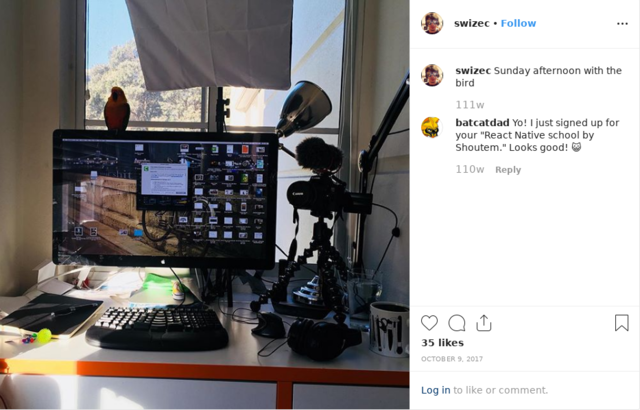 swizec • Follow
swizec Sunday afternoon with the
bird
111w
batcatdad Yo! I just signed up for
your "React Native school by
Shoutem." Looks good! 😺
110w Reply
35 likes
OCTOBER 9, 2017
Log in to like or comment.